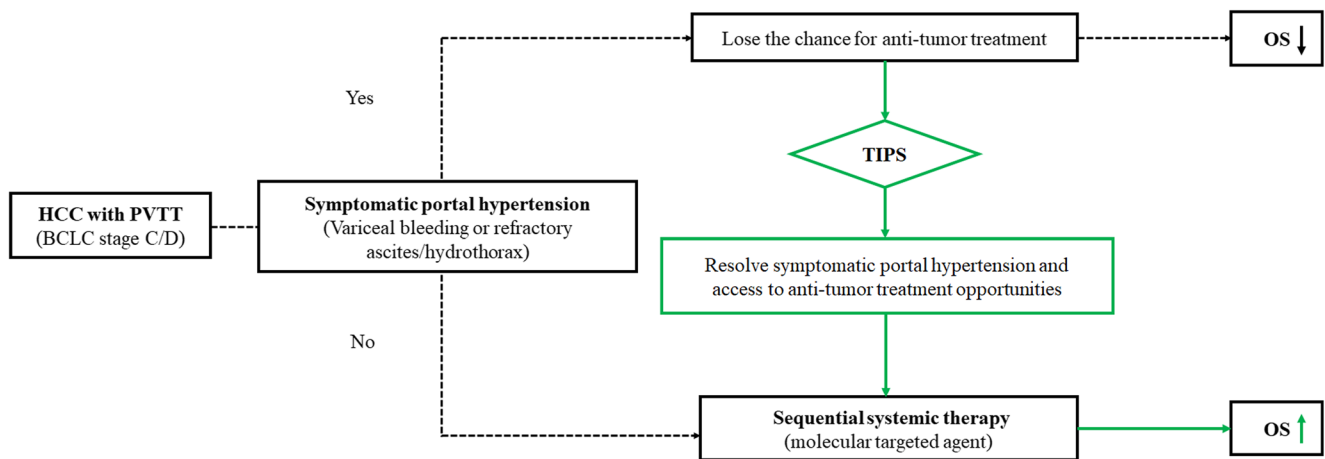 Lose the chance for anti-tumor treatment
OS
Yes
TIPS
HCC with PVTT
(BCLC stage C/D)
Symptomatic portal hypertension
(Variceal bleeding or refractory
ascites/hydrothorax)
Resolve symptomatic portal hypertension and
access to anti-tumor treatment opportunities
No
Sequential systemic therapy
(molecular targeted agent)
OS